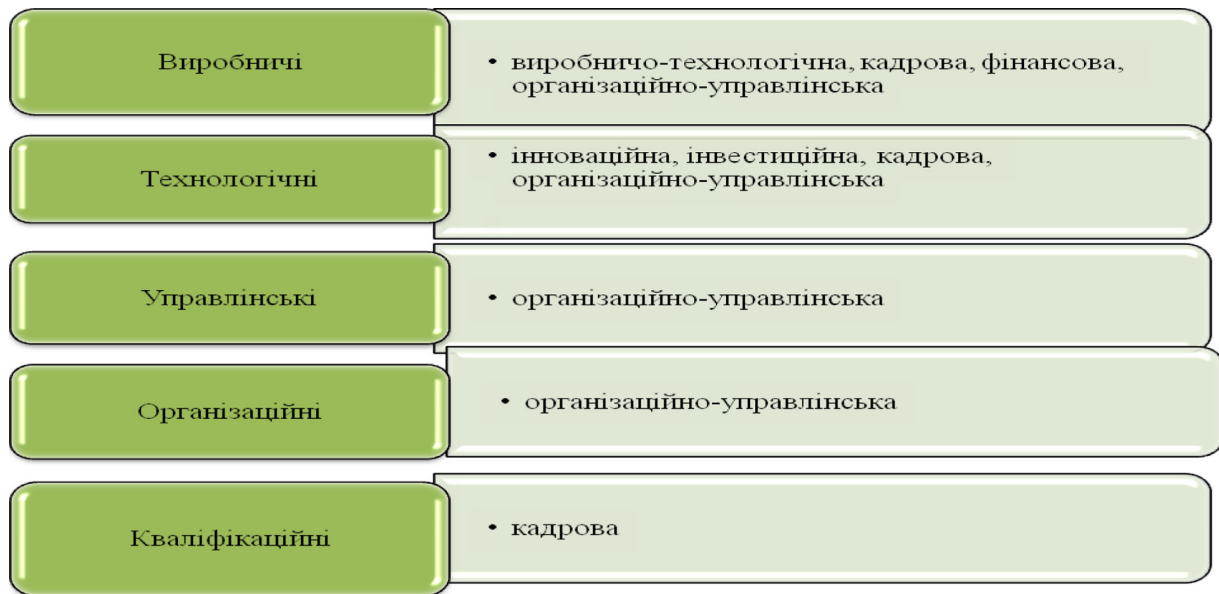 Виробничі
• виробничо-технологічна, кадрова, фінансова,
організаційно-управлінська
Технологічні
• інноваційна, інвестиційна, кадрова,
організаційно-управлінська
Управлінські
• організаційно-управлінська
Організаційні
• організаційно-управлінська
Кваліфікаційні
• кадрова